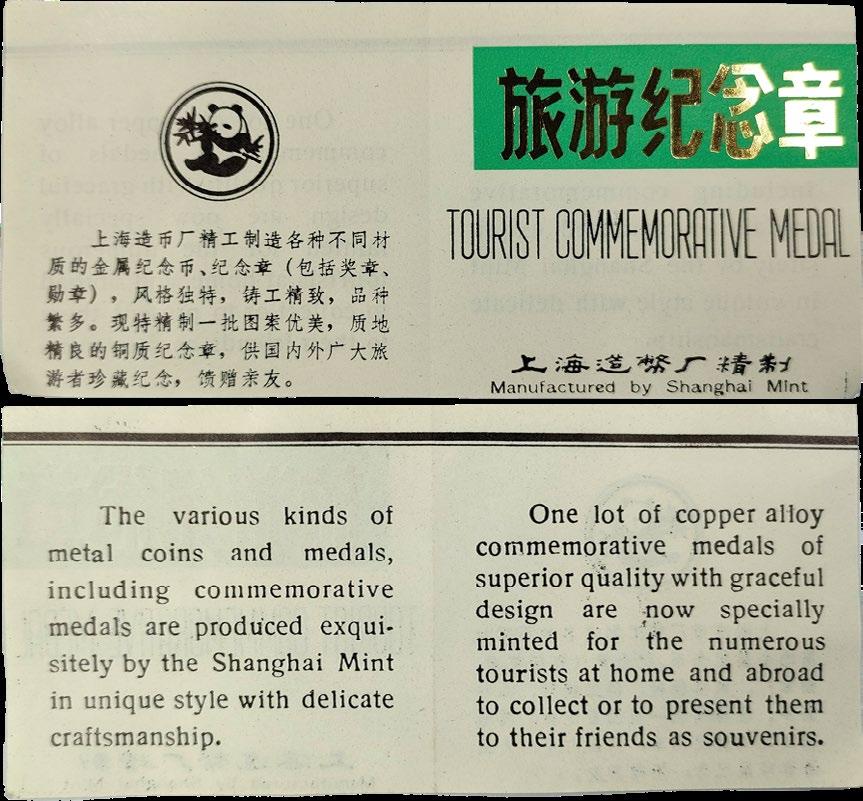 上海造币厂精工制造各种不同材
质的金属纪念币、纪念章（包括奖章、
勋章），风格独特，铸工精致，品种
繁多。现特精制一批图案优美，质地
精良的铜质纪念章，供国内外广大旅
游者珍藏纪念，馈赠亲友。
旅游纪念章
TOURIST COMMEMORATIVE MEDAL
上海造幣厂精制
Manufactured by Shanghai Mint
The various kinds of
metal coins and medals,
including commemorative
medals are produced exqui-
sitely by the Shanghai Mint
in unique style with delicate
craftsmanship.
One lot of copper alloy
commemorative medals of
superior quality with graceful
design are now specially
minted for the numerous
tourists at home and abroad
to collect or to present them
to their friends as souvenirs.